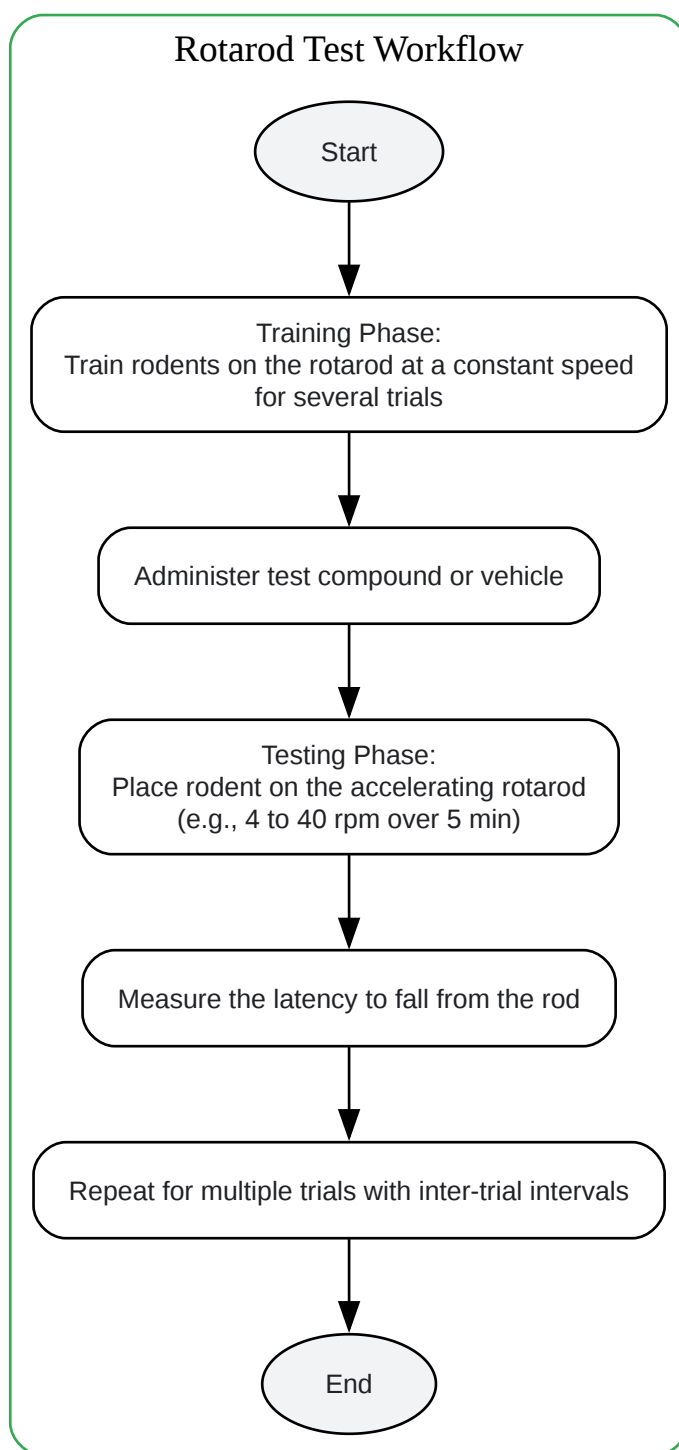 Rotarod Test Workflow
Start
Training Phase:
Train rodents on the rotarod at a constant speed
for several trials
Administer test compound or vehicle
Testing Phase:
Place rodent on the accelerating rotarod
(e.g., 4 to 40 rpm over 5 min)
Measure the latency to fall from the rod
Repeat for multiple trials with inter-trial intervals
End